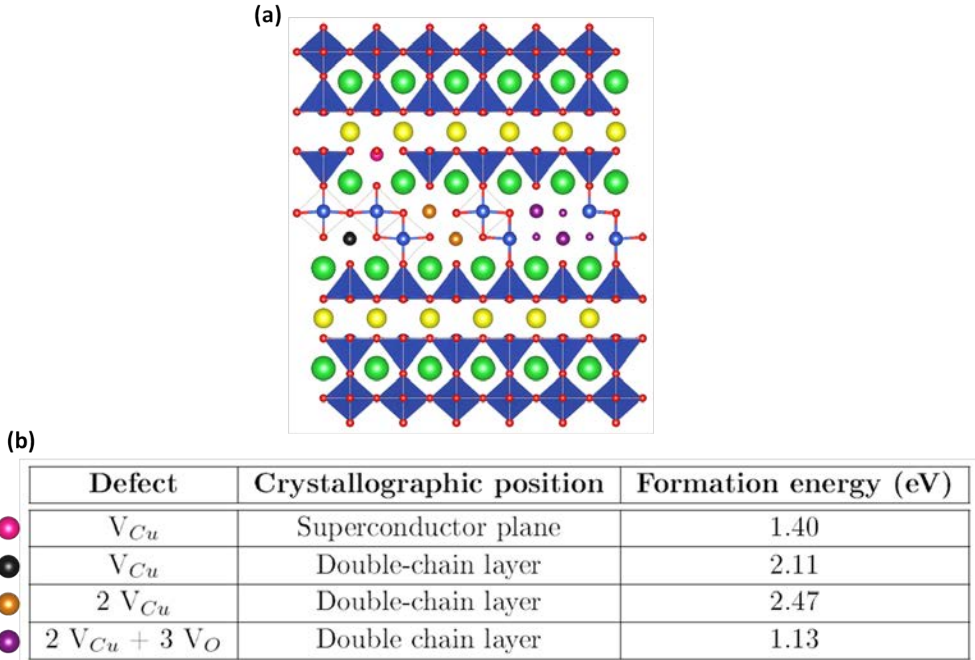 (a)
(b)
Defect Crystallographic position Formation energy (eV)
V_Cu Superconductor plane 1.40
V_Cu Double-chain layer 2.11
2 V_Cu Double-chain layer 2.47
2 V_Cu + 3 V_O Double chain layer 1.13